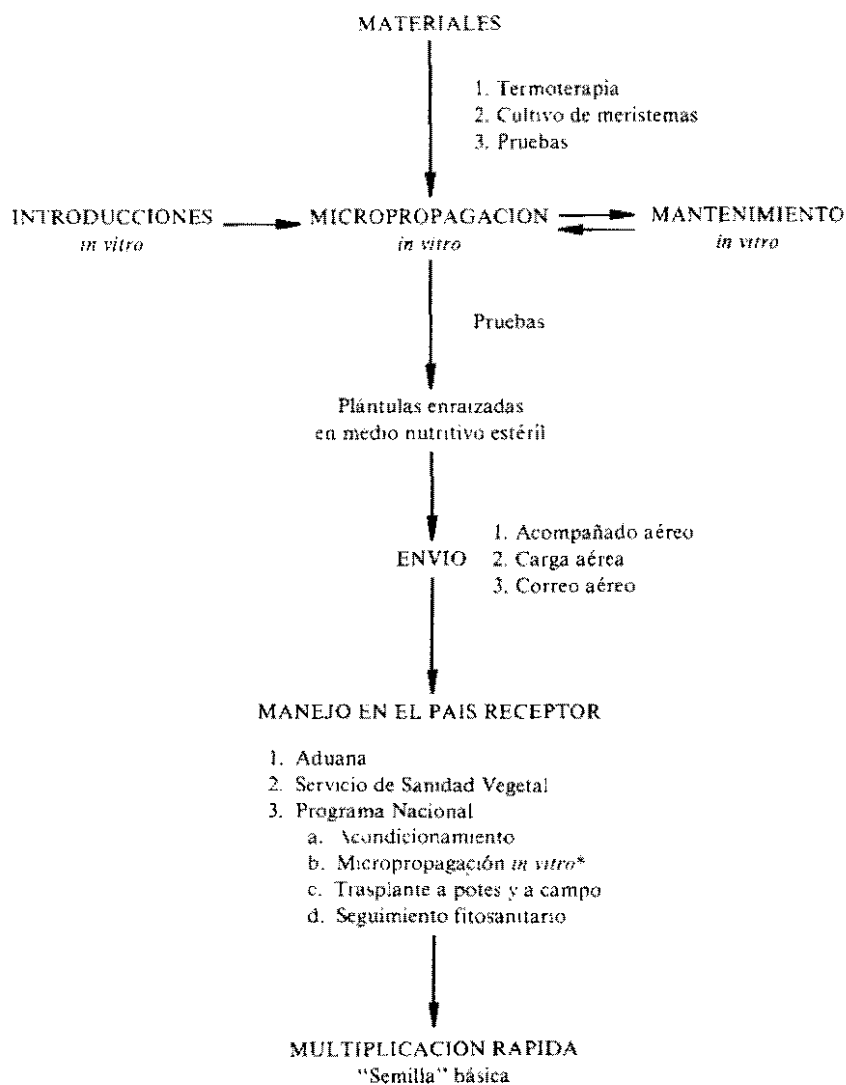 MATERIALES
1. Termoterapia
2. Cultivo de meristemas
3. Pruebas
INTRODUCCIONES
in vitro
MICROPROPAGACION
in vitro
MANTENIMIENTO
in vitro
Pruebas
Plántulas enraizadas
en medio nutritivo estéril
ENVIO
1. Acompañado aéreo
2. Carga aérea
3. Correo aéreo
MANEJO EN EL PAIS RECEPTOR
1. Aduana
2. Servicio de Sanidad Vegetal
3. Programa Nacional
a. Acondicionamiento
b. Micropropagación in vitro*
c. Trasplante a potes y a campo
d. Seguimiento fitosanitario
MULTIPLICACION RAPIDA
"Semilla" básica